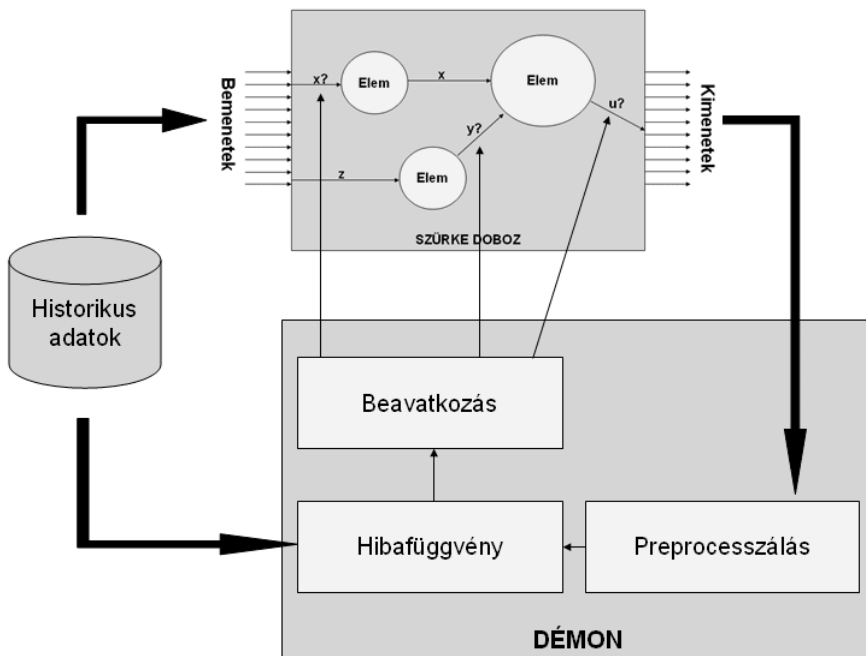 Bemenetek
x?
Elem
x
Elem
u?
y?
z
Elem
SZÜRKE DOBOZ
Kimenetek
Historikus
adatok
Beavatkozás
Hibafüggvény
Preprocesszálás
DÉMON